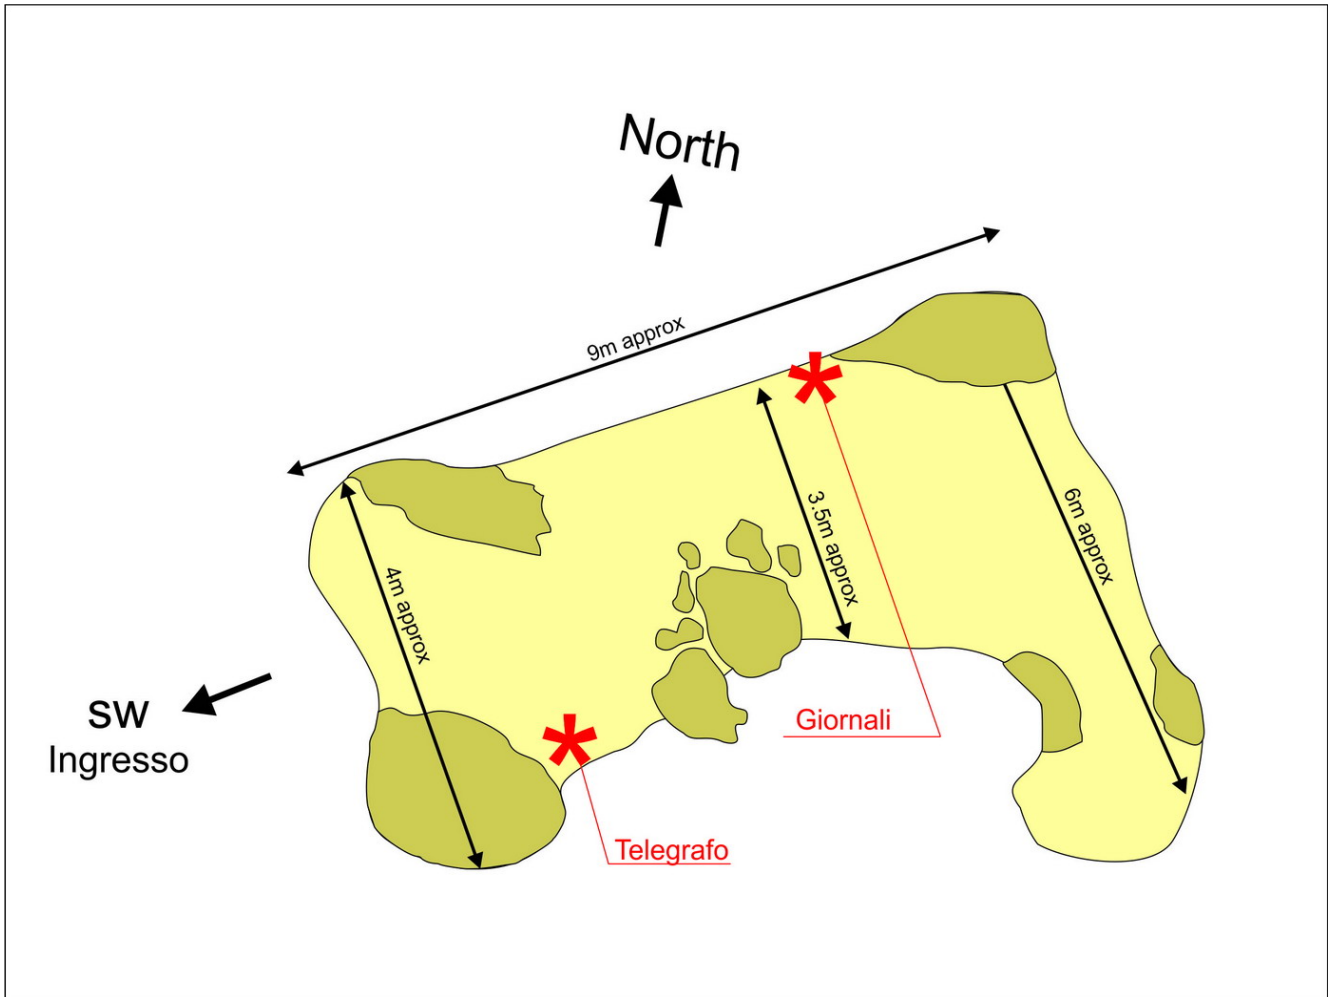 North
9m approx
3.5m approx
6m approx
4m approx
SW
Ingresso
Giornali
Telegrafo